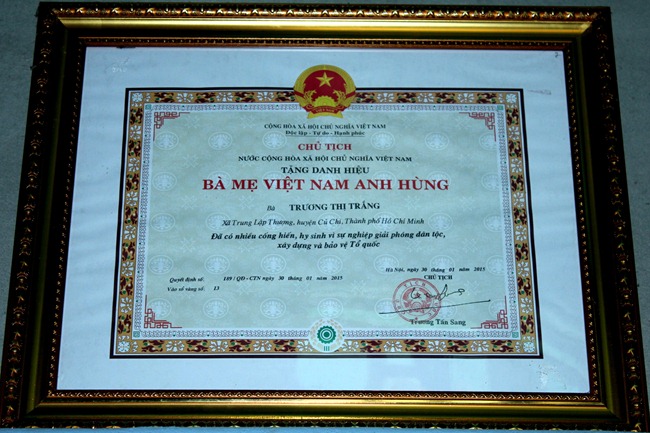 CỘNG HÒA XÃ HỘI CHỦ NGHĨA VIỆT NAM
Độc lập - Tự do - Hạnh phúc
CHỦ TỊCH
NƯỚC CỘNG HÒA XÃ HỘI CHỦ NGHĨA VIỆT NAM
TẶNG DANH HIỆU
BÀ MẸ VIỆT NAM ANH HÙNG
Bà TRƯƠNG THỊ TRẮNG
Xã Trung Lập Thượng, huyện Củ Chi, Thành phố Hồ Chí Minh
Đã có nhiều cống hiến, hy sinh vì sự nghiệp giải phóng dân tộc,
xây dựng và bảo vệ Tổ quốc
Hà Nội, ngày 30 tháng 01 năm 2015
Quyết định số: 189 /QĐ - CTN ngày 30 tháng 01 năm 2015
CHỦ TỊCH
Vào sổ vàng số: 13
Trương Tấn Sang